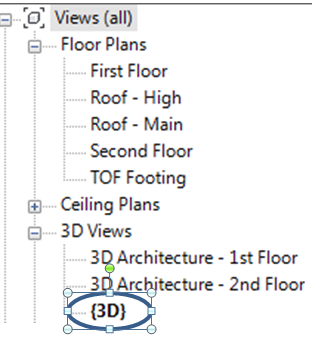 Views (all)
Floor Plans
First Floor
Roof - High
Roof - Main
Second Floor
TOF Footing
Ceiling Plans
3D Views
3D Architecture - 1st Floor
3D Architecture - 2nd Floor
{3D}